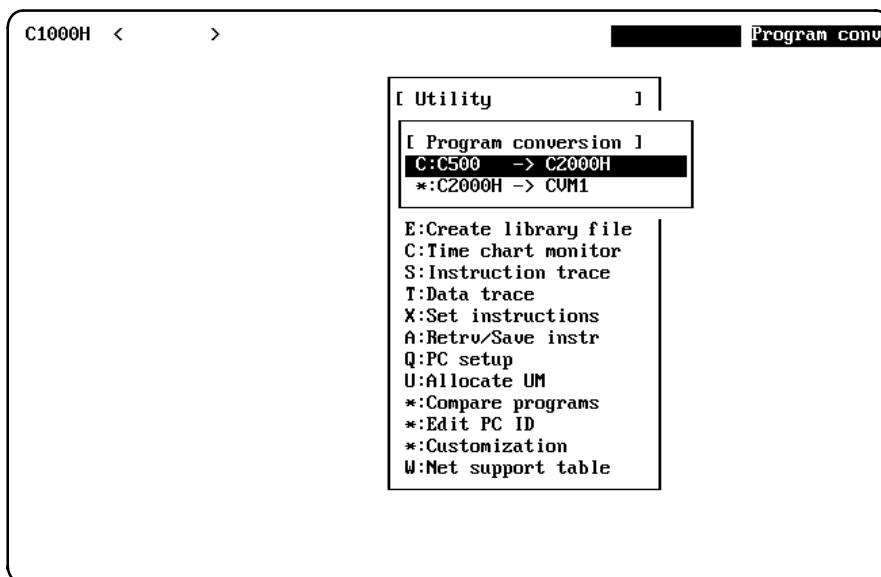 C1000H < > Program conv
[ Utility ]
[ Program conversion ]
C:C500 -> C2000H
*:C2000H -> CVM1
E:Create library file
C:Time chart monitor
S:Instruction trace
T:Data trace
X:Set instructions
A:Retrv/Save instr
Q:PC setup
U:Allocate UM
*:Compare programs
*:Edit PC ID
*:Customization
W:Net support table